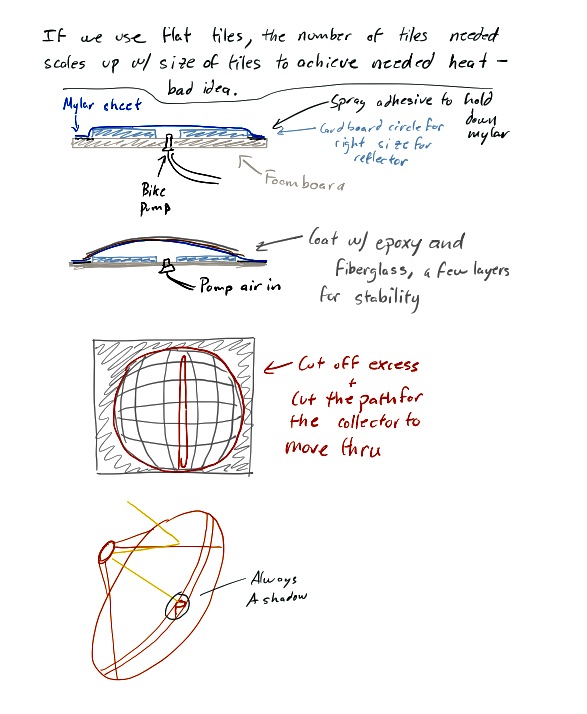 If we use flat tiles, the number of tiles needed
scales up w/ size of tiles to achieve needed heat -
bad idea.
Mylar sheet
Spray adhesive to hold
down
mylar
Cardboard circle for
right size for
reflector
Foamboard
Bike
Pump
Coat w/ epoxy and
Fiberglass, a few layers
for stability
Pump air in
Cut off excess
+
Cut the path for
the collector to
move thru
Always
A shadow